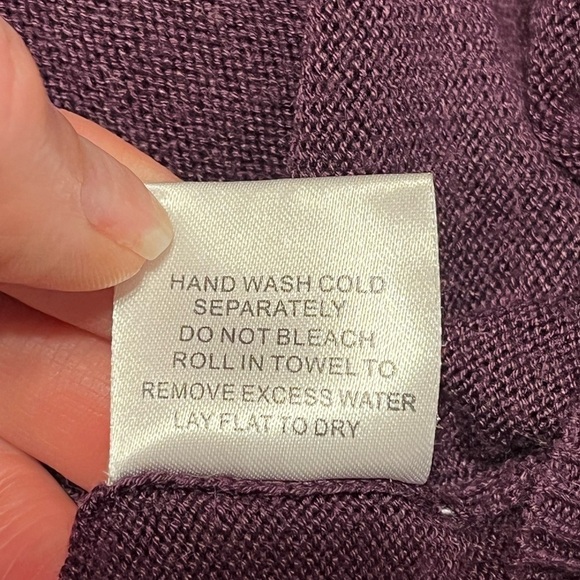 HAND WASH COLD
SEPARATELY
DO NOT BLEACH
ROLL IN TOWEL TO
REMOVE EXCESS WATER
LAY FLAT TO DRY